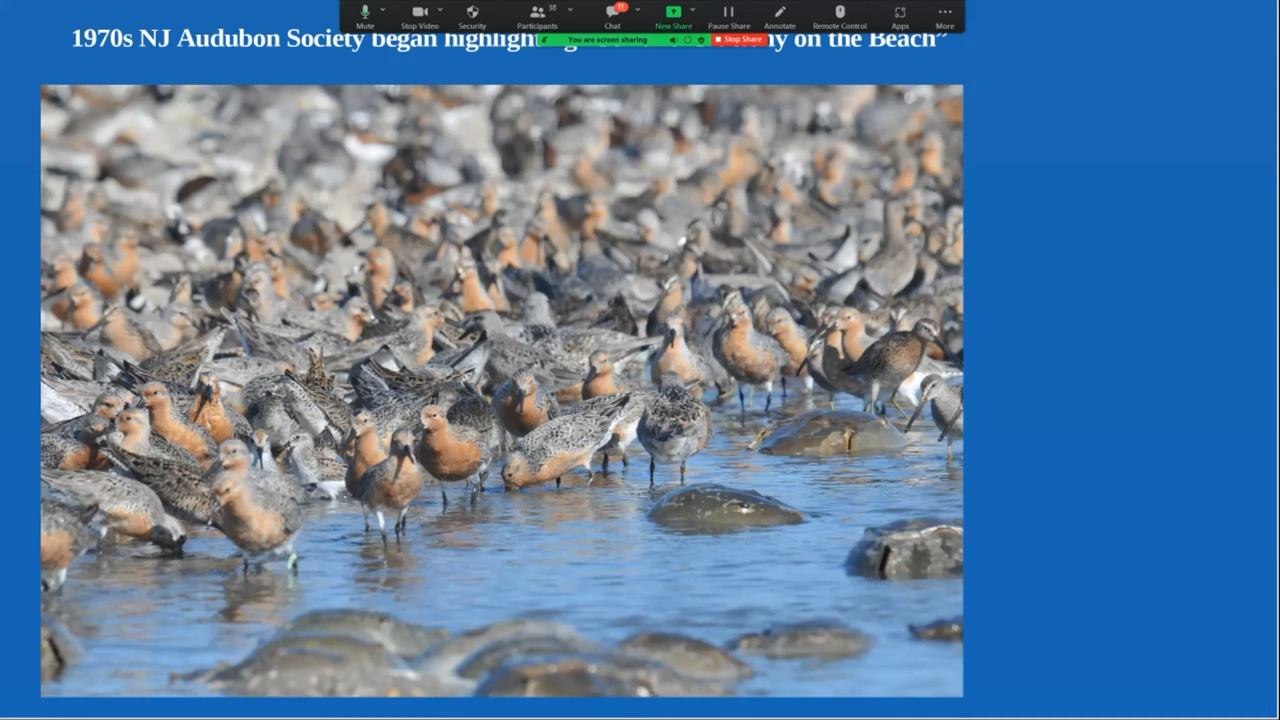 38
11
Mute
Stop Video
Security
Participants
Chat
New Share
Pause Share
Annotate
Remote Control
Apps
More
You are screen sharing
Stop Share
1970s NJ Audubon Society began on the Beach”